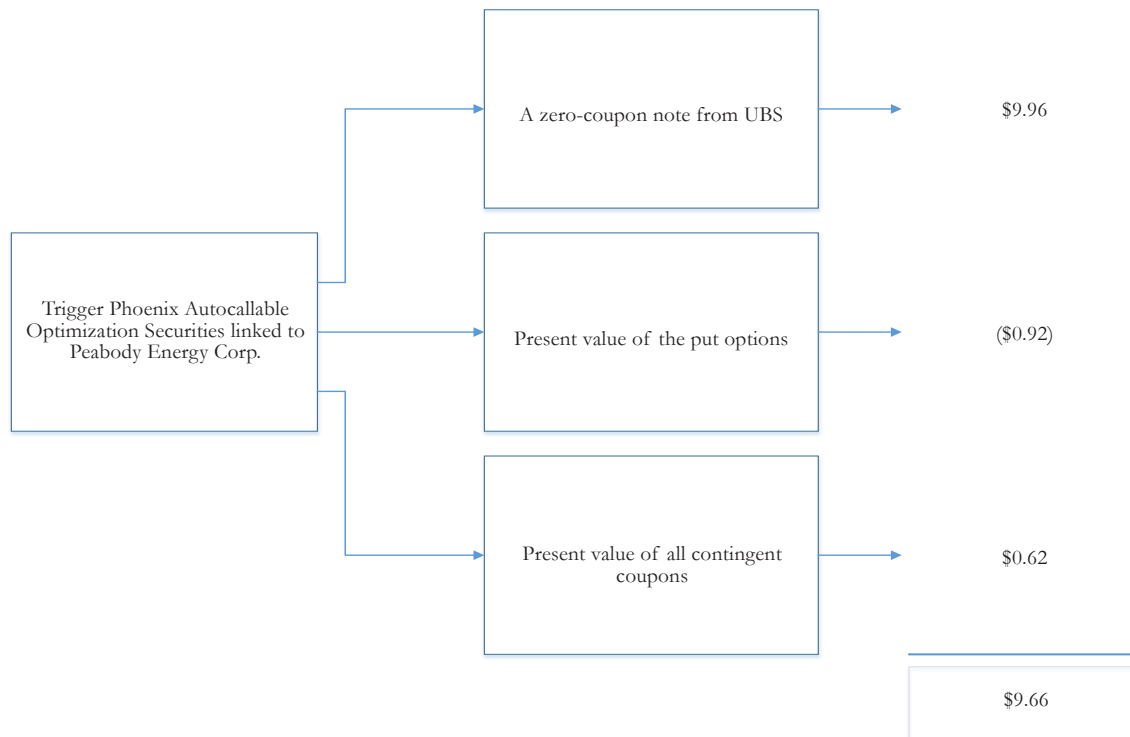 A zero-coupon note from UBS
$9.96
Trigger Phoenix Autocallable
Optimization Securities linked to
Peabody Energy Corp.
Present value of the put options
($0.92)
Present value of all contingent
coupons
$0.62
$9.66